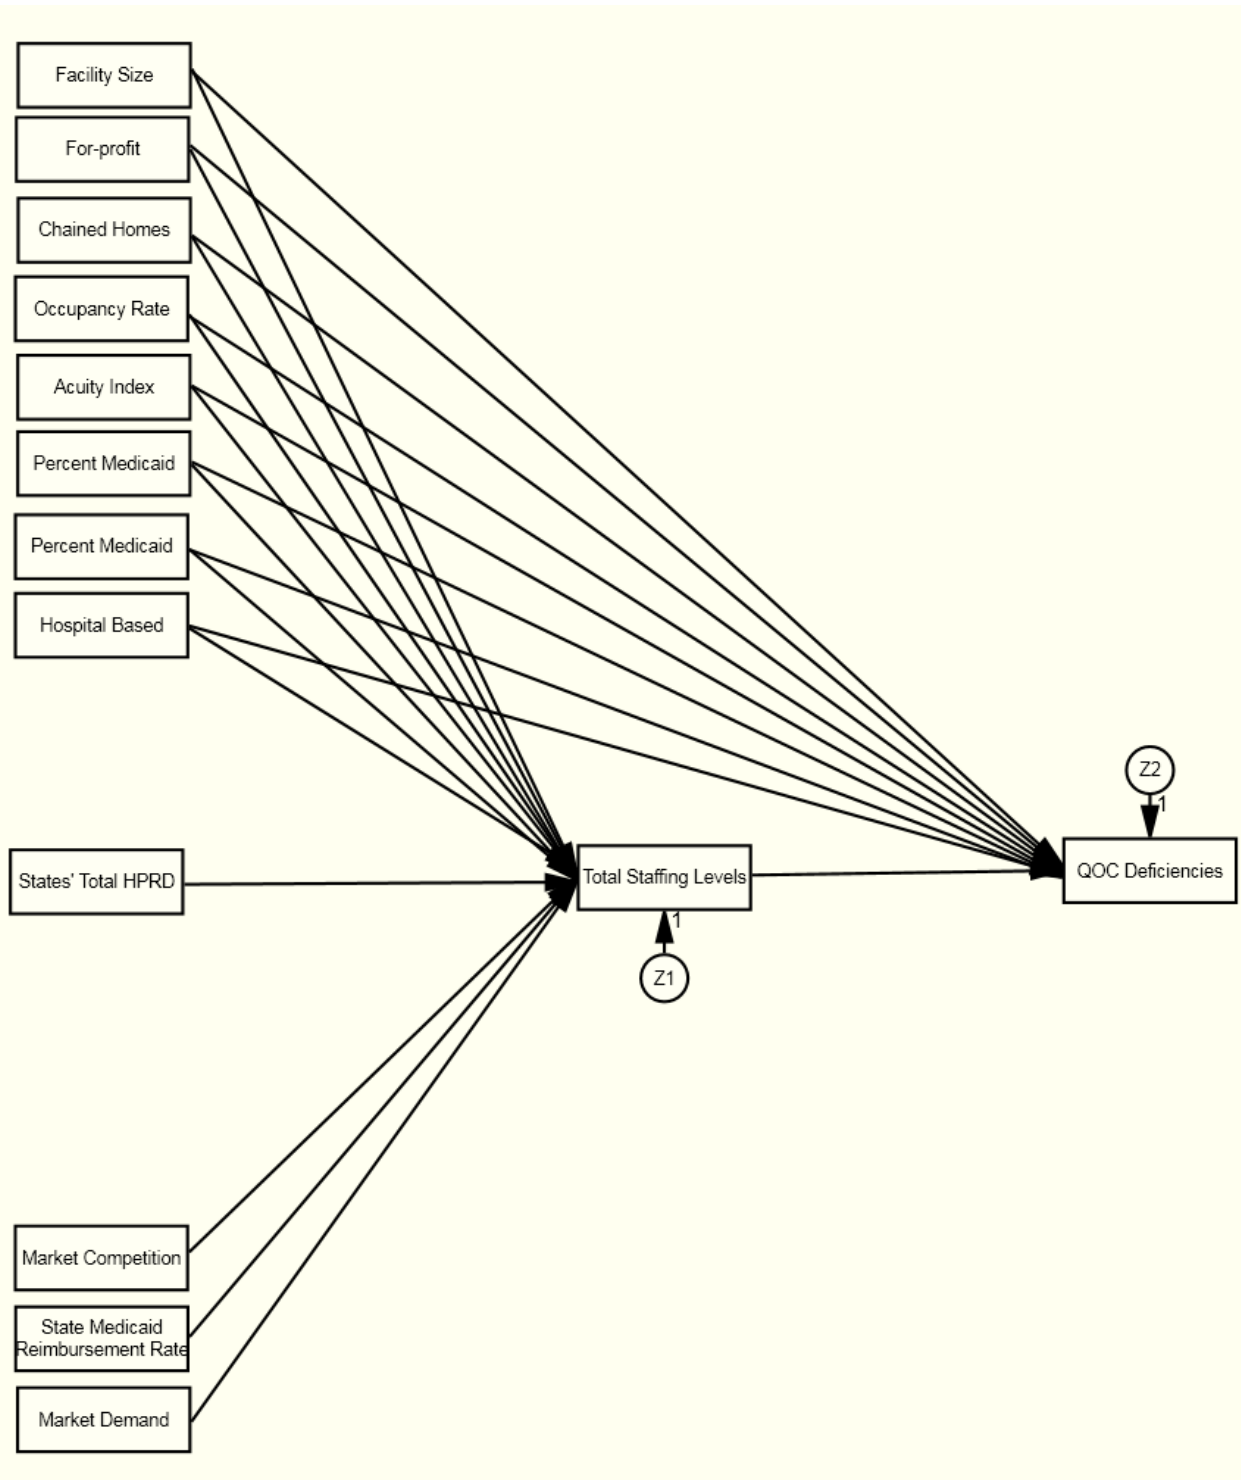 Facility Size
For-profit
Chained Homes
Occupancy Rate
Acuity Index
Percent Medicaid
Percent Medicaid
Hospital Based
Z2
1
States' Total HPRD
Total Staffing Levels
QOC Deficiencies
1
Z1
Market Competition
State Medicaid
Reimbursement Rate
Market Demand